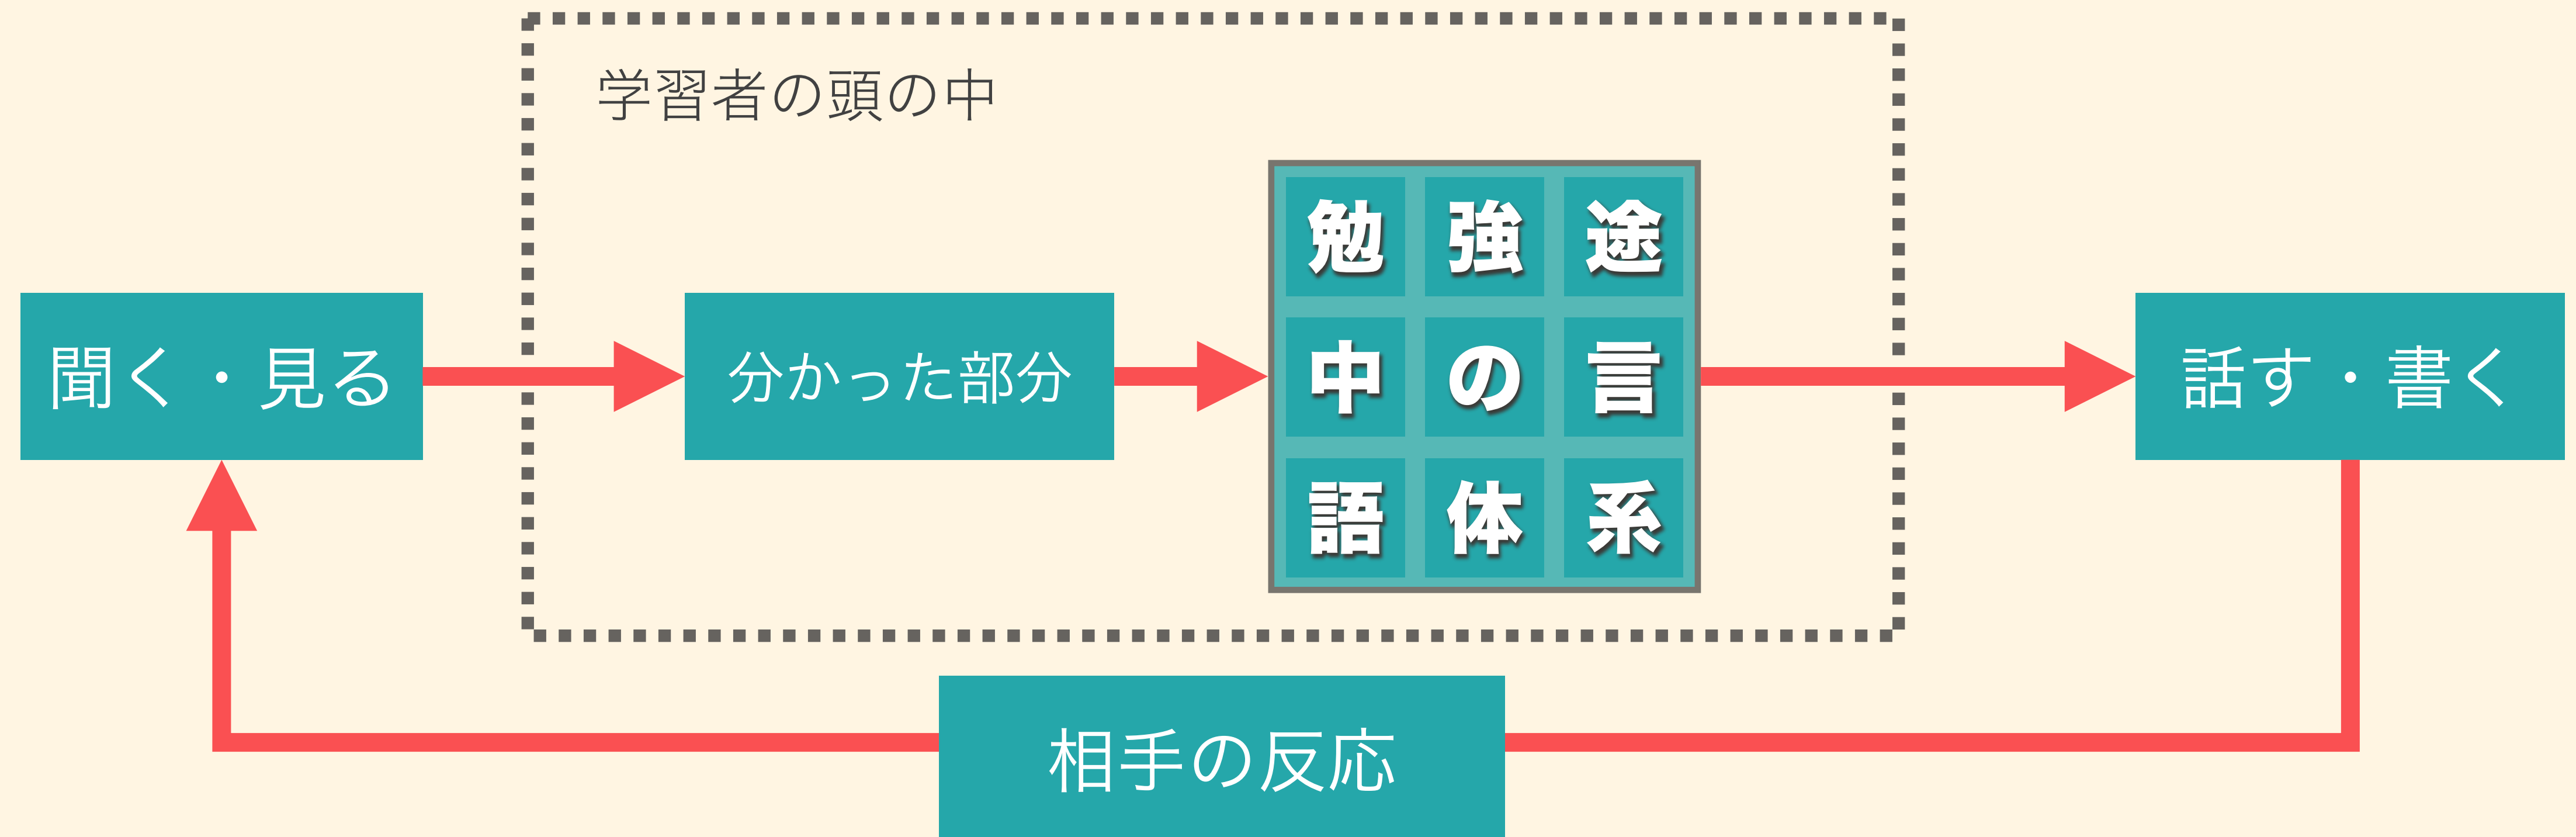 学習者の頭の中
聞く・見る
分かった部分
勉強途
中の言
語体系
話す・書く
相手の反応